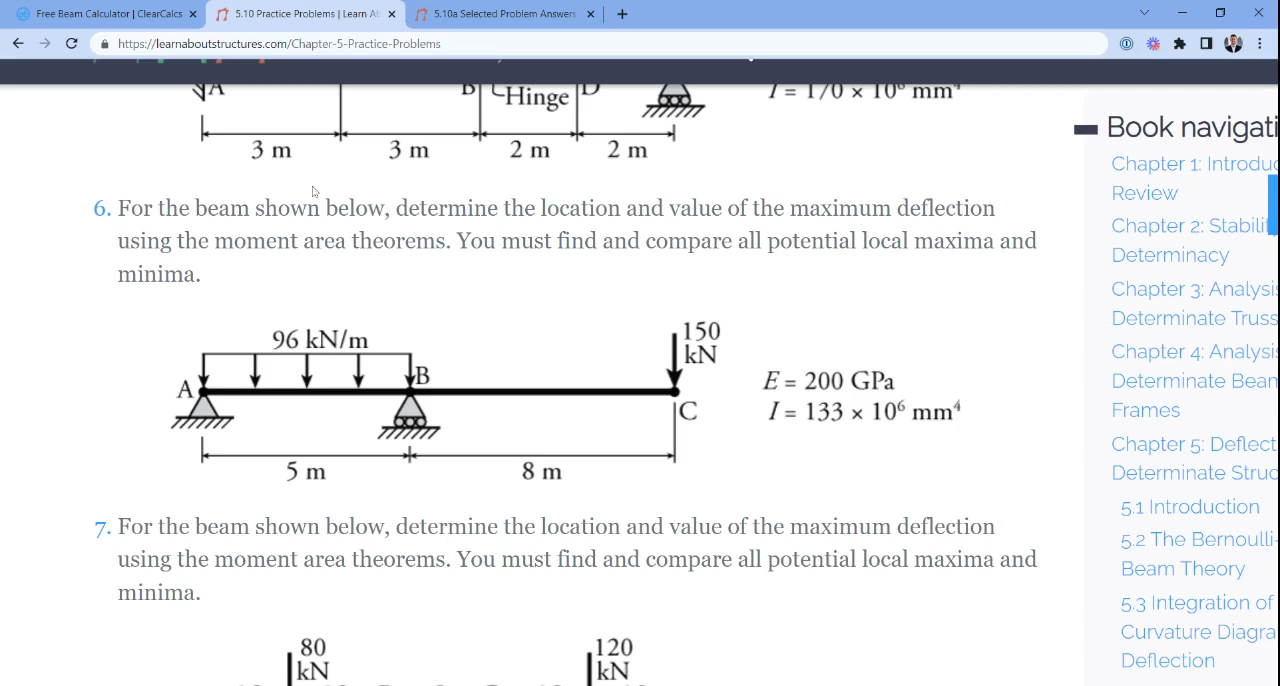 Free Beam Calculator | ClearCalcs
5.10 Practice Problems | Learn Ab
5.10a Selected Problem Answers
https://learnaboutstructures.com/Chapter-5-Practice-Problems
A
B
Hinge
D
I = 170 × 10⁶ mm⁴
3 m
3 m
2 m
2 m
6. For the beam shown below, determine the location and value of the maximum deflection
using the moment area theorems. You must find and compare all potential local maxima and
minima.
96 kN/m
150
kN
A
B
C
E = 200 GPa
I = 133 × 10⁶ mm⁴
5 m
8 m
7. For the beam shown below, determine the location and value of the maximum deflection
using the moment area theorems. You must find and compare all potential local maxima and
minima.
80
kN
120
kN
Book navigati
Chapter 1: Introduc
Review
Chapter 2: Stabilit
Determinacy
Chapter 3: Analysi
Determinate Truss
Chapter 4: Analysi
Determinate Bean
Frames
Chapter 5: Deflect
Determinate Struc
5.1 Introduction
5.2 The Bernoulli-
Beam Theory
5.3 Integration of
Curvature Diagra
Deflection